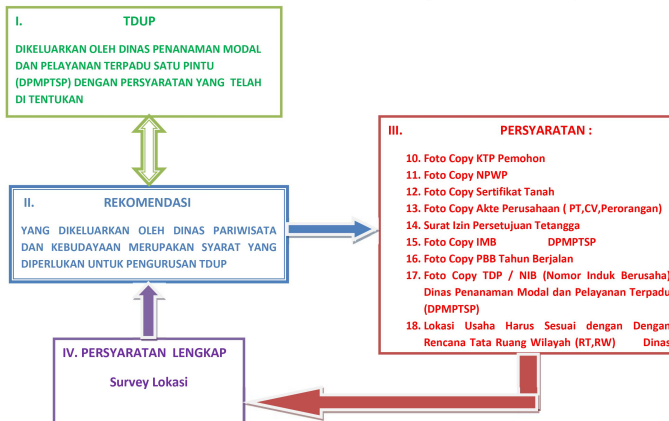 I. TDUP
DIKELUARKAN OLEH DINAS PENANAMAN MODAL
DAN PELAYANAN TERPADU SATU PINTU
(DPMPTSP) DENGAN PERSYARATAN YANG TELAH
DI TENTUKAN
II. REKOMENDASI
YANG DIKELUARKAN OLEH DINAS PARIWISATA
DAN KEBUDAYAAN MERUPAKAN SYARAT YANG
DIPERLUKAN UNTUK PENGURUSAN TDUP
III. PERSYARATAN :
10. Foto Copy KTP Pemohon
11. Foto Copy NPWP
12. Foto Copy Sertifikat Tanah
13. Foto Copy Akte Perusahaan ( PT,CV,Perorangan)
14. Surat Izin Persetujuan Tetangga
15. Foto Copy IMB DPMPTSP
16. Foto Copy PBB Tahun Berjalan
17. Foto Copy TDP / NIB (Nomor Induk Berusaha)
Dinas Penanaman Modal dan Pelayanan Terpadu
(DPMPTSP)
18. Lokasi Usaha Harus Sesuai dengan Dengan
Rencana Tata Ruang Wilayah (RT,RW) Dinas
IV. PERSYARATAN LENGKAP
Survey Lokasi